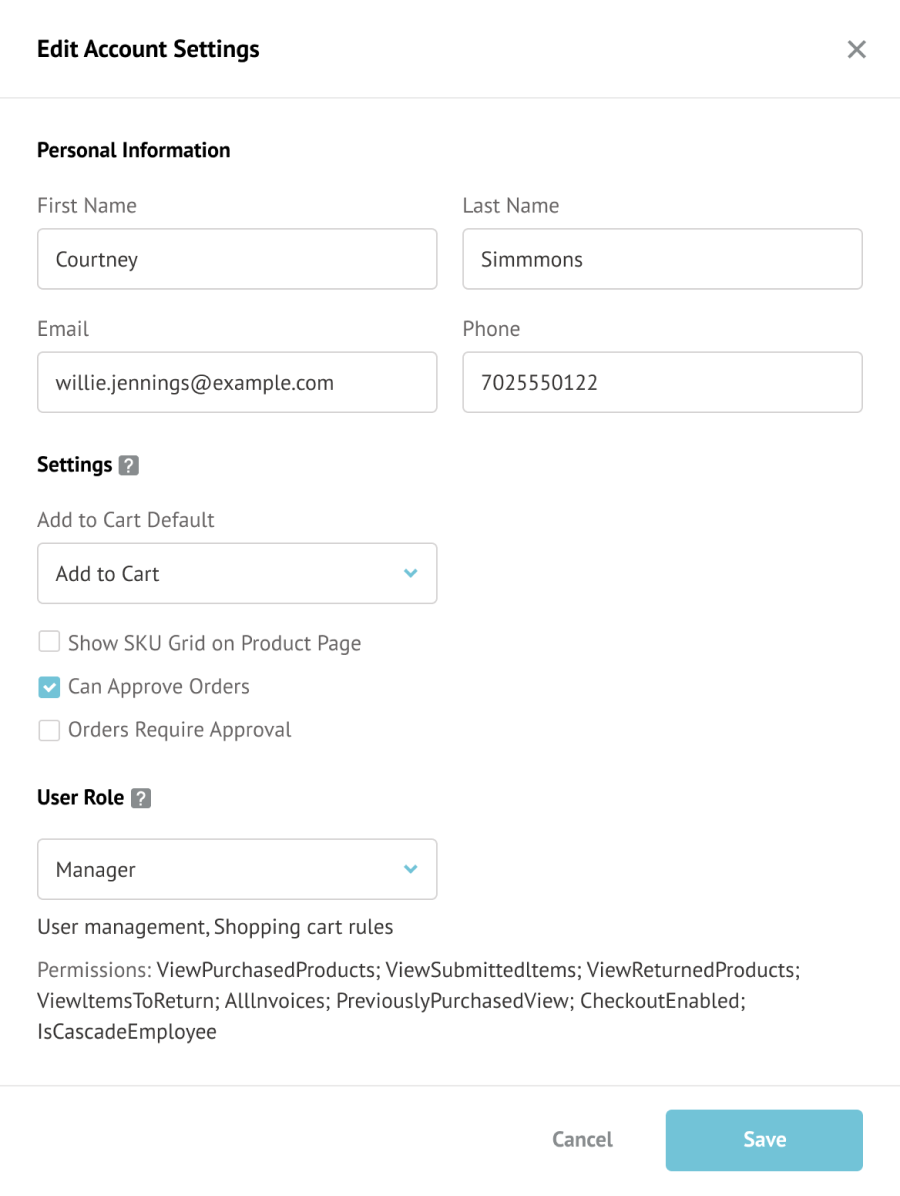 Edit Account Settings
Personal Information
First Name
Last Name
Courtney
Simmmons
Email
Phone
willie.jennings@example.com
7025550122
Settings ?
Add to Cart Default
Add to Cart
Show SKU Grid on Product Page
Can Approve Orders
Orders Require Approval
User Role ?
Manager
User management, Shopping cart rules
Permissions: ViewPurchasedProducts; ViewSubmittedItems; ViewReturnedProducts;
ViewItemsToReturn; AllInvoices; PreviouslyPurchasedView; CheckoutEnabled;
IsCascadeEmployee
Cancel
Save